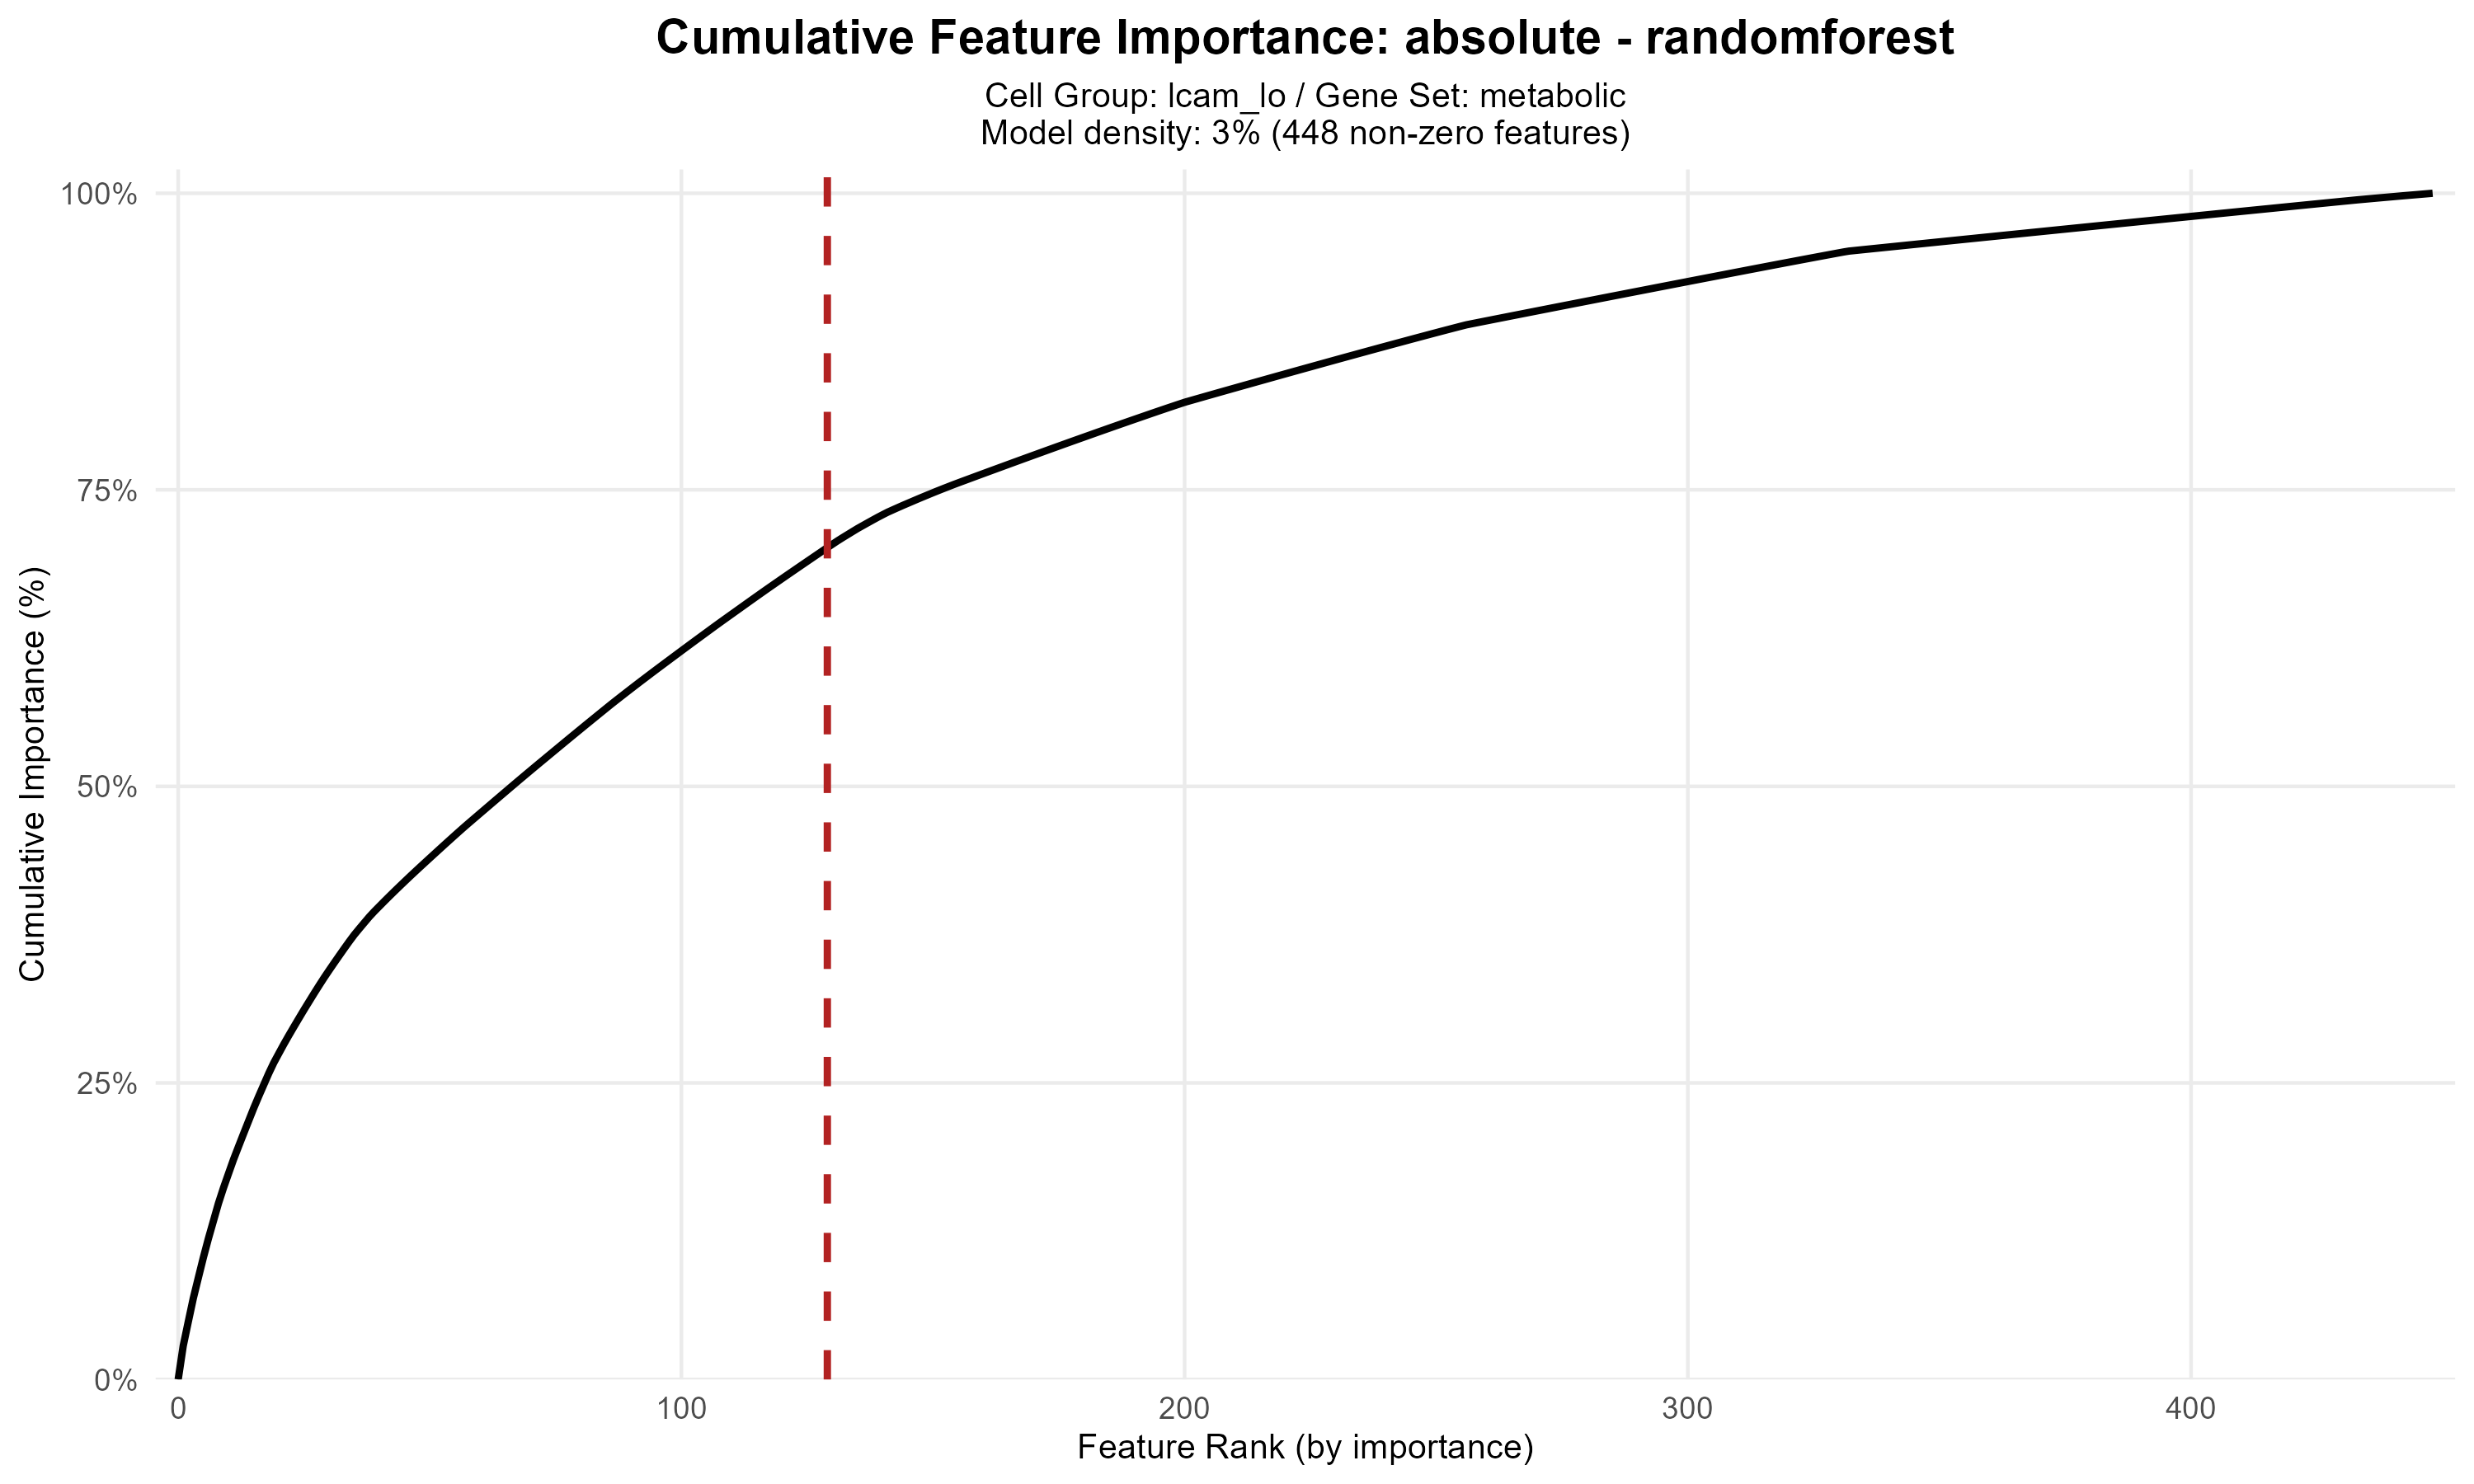 Cumulative Feature Importance: absolute - randomforest
Cell Group: lcam_lo / Gene Set: metabolic
Model density: 3% (448 non-zero features)
100%
75%
50%
25%
0%
Cumulative Importance (%)
0
100
200
300
400
Feature Rank (by importance)